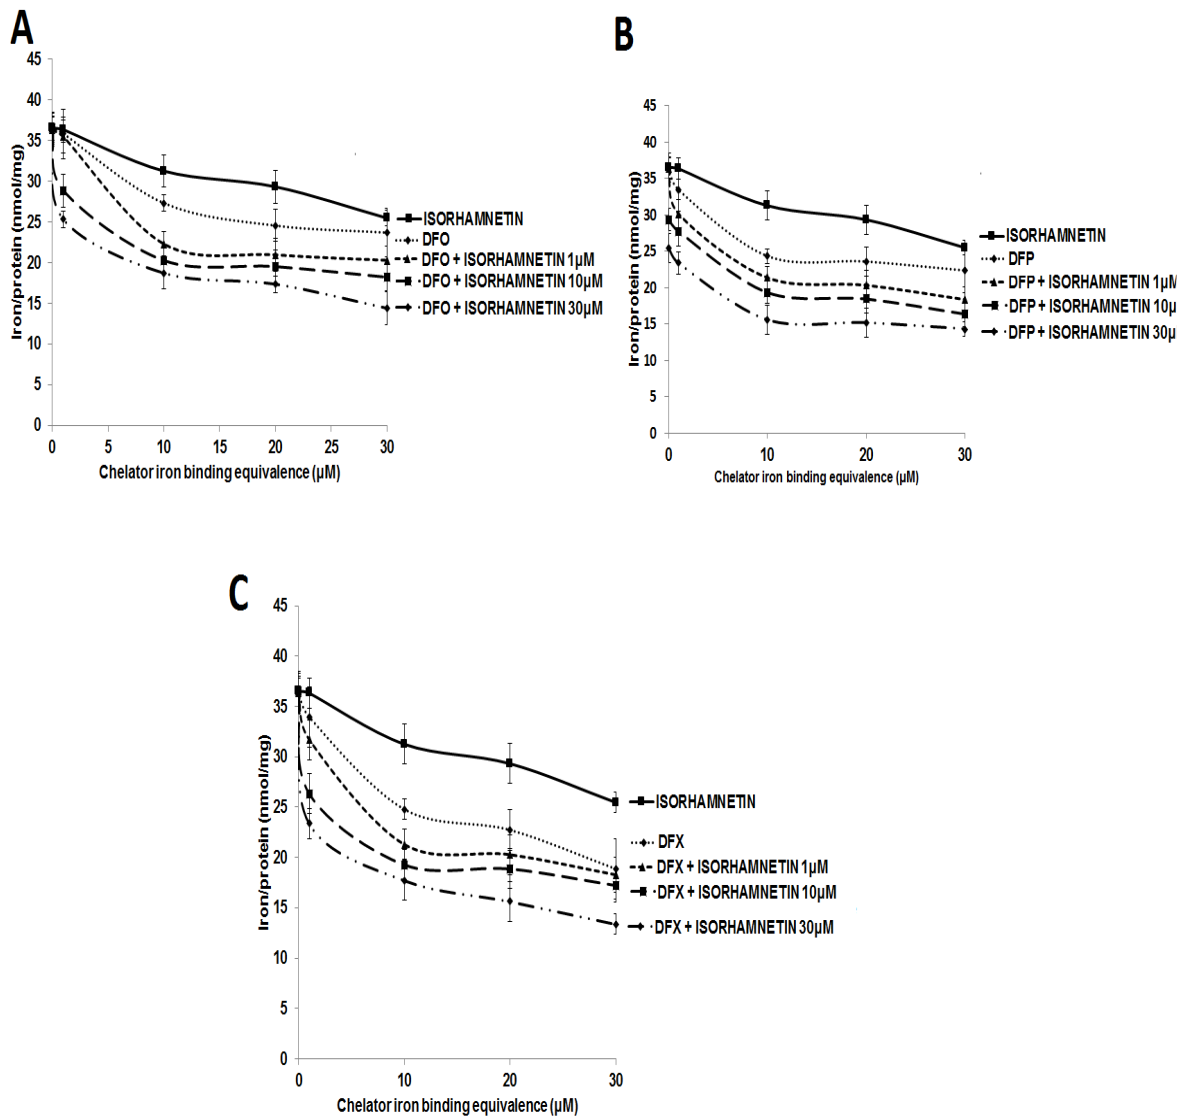 A
45
40
35
30
25
20
15
10
5
0
Iron/protein (nmol/mg)
0 5 10 15 20 25 30
Chelator iron binding equivalence (µM)
ISORHAMNETIN
DFO
DFO + ISORHAMNETIN 1µM
DFO + ISORHAMNETIN 10µM
DFO + ISORHAMNETIN 30µM
B
45
40
35
30
25
20
15
10
5
0
Iron/protein (nmol/mg)
0 10 20 30
Chelator iron binding equivalence (µM)
ISORHAMNETIN
DFP
DFP + ISORHAMNETIN 1µM
DFP + ISORHAMNETIN 10µ
DFP + ISORHAMNETIN 30µ
C
45
40
35
30
25
20
15
10
5
0
Iron/protein (nmol/mg)
0 10 20 30
Chelator iron binding equivalence (µM)
ISORHAMNETIN
DFX
DFX + ISORHAMNETIN 1µM
DFX + ISORHAMNETIN 10µM
DFX + ISORHAMNETIN 30µM